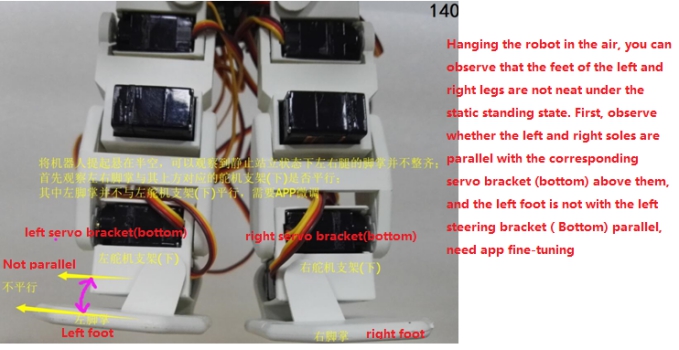 140
Hanging the robot in the air, you can
observe that the feet of the left and
right legs are not neat under the
static standing state. First, observe
whether the left and right soles are
parallel with the corresponding
servo bracket (bottom) above them,
and the left foot is not with the left
steering bracket ( Bottom) parallel,
need app fine-tuning
将机器人提起悬在半空，可以观察到静止站立状态下左右腿的脚掌并不整齐；
首先观察左右脚掌与其上方对应的舵机支架(下)是否平行；
其中左脚掌并不与左舵机支架(下)平行，需要APP微调
left servo bracket(bottom)
right servo bracket(bottom)
左舵机支架(下)
右舵机支架(下)
Not parallel
不平行
左脚掌
Left foot
右脚掌
right foot